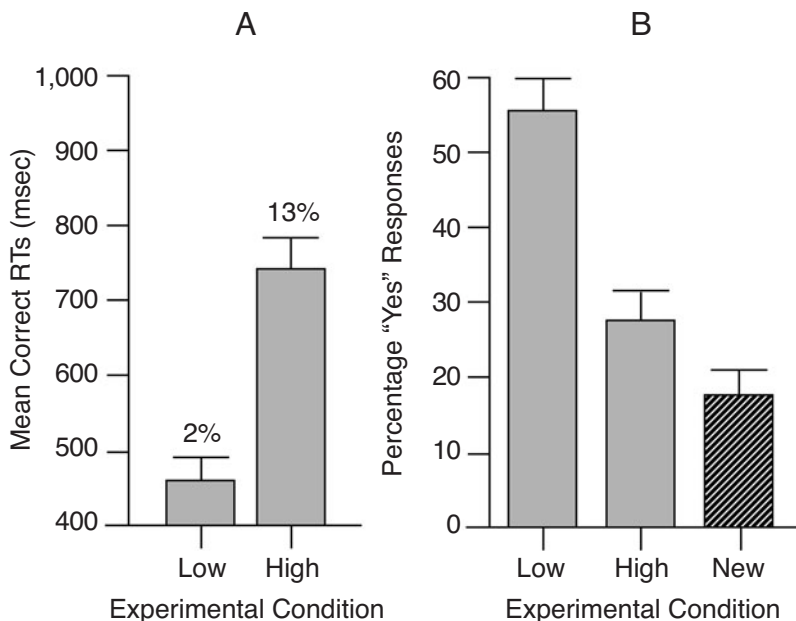 A
Mean Correct RTs (msec)
1,000
900
800
700
600
500
400
2%
13%
Low High
Experimental Condition
B
Percentage “Yes” Responses
60
50
40
30
20
10
0
Low High New
Experimental Condition